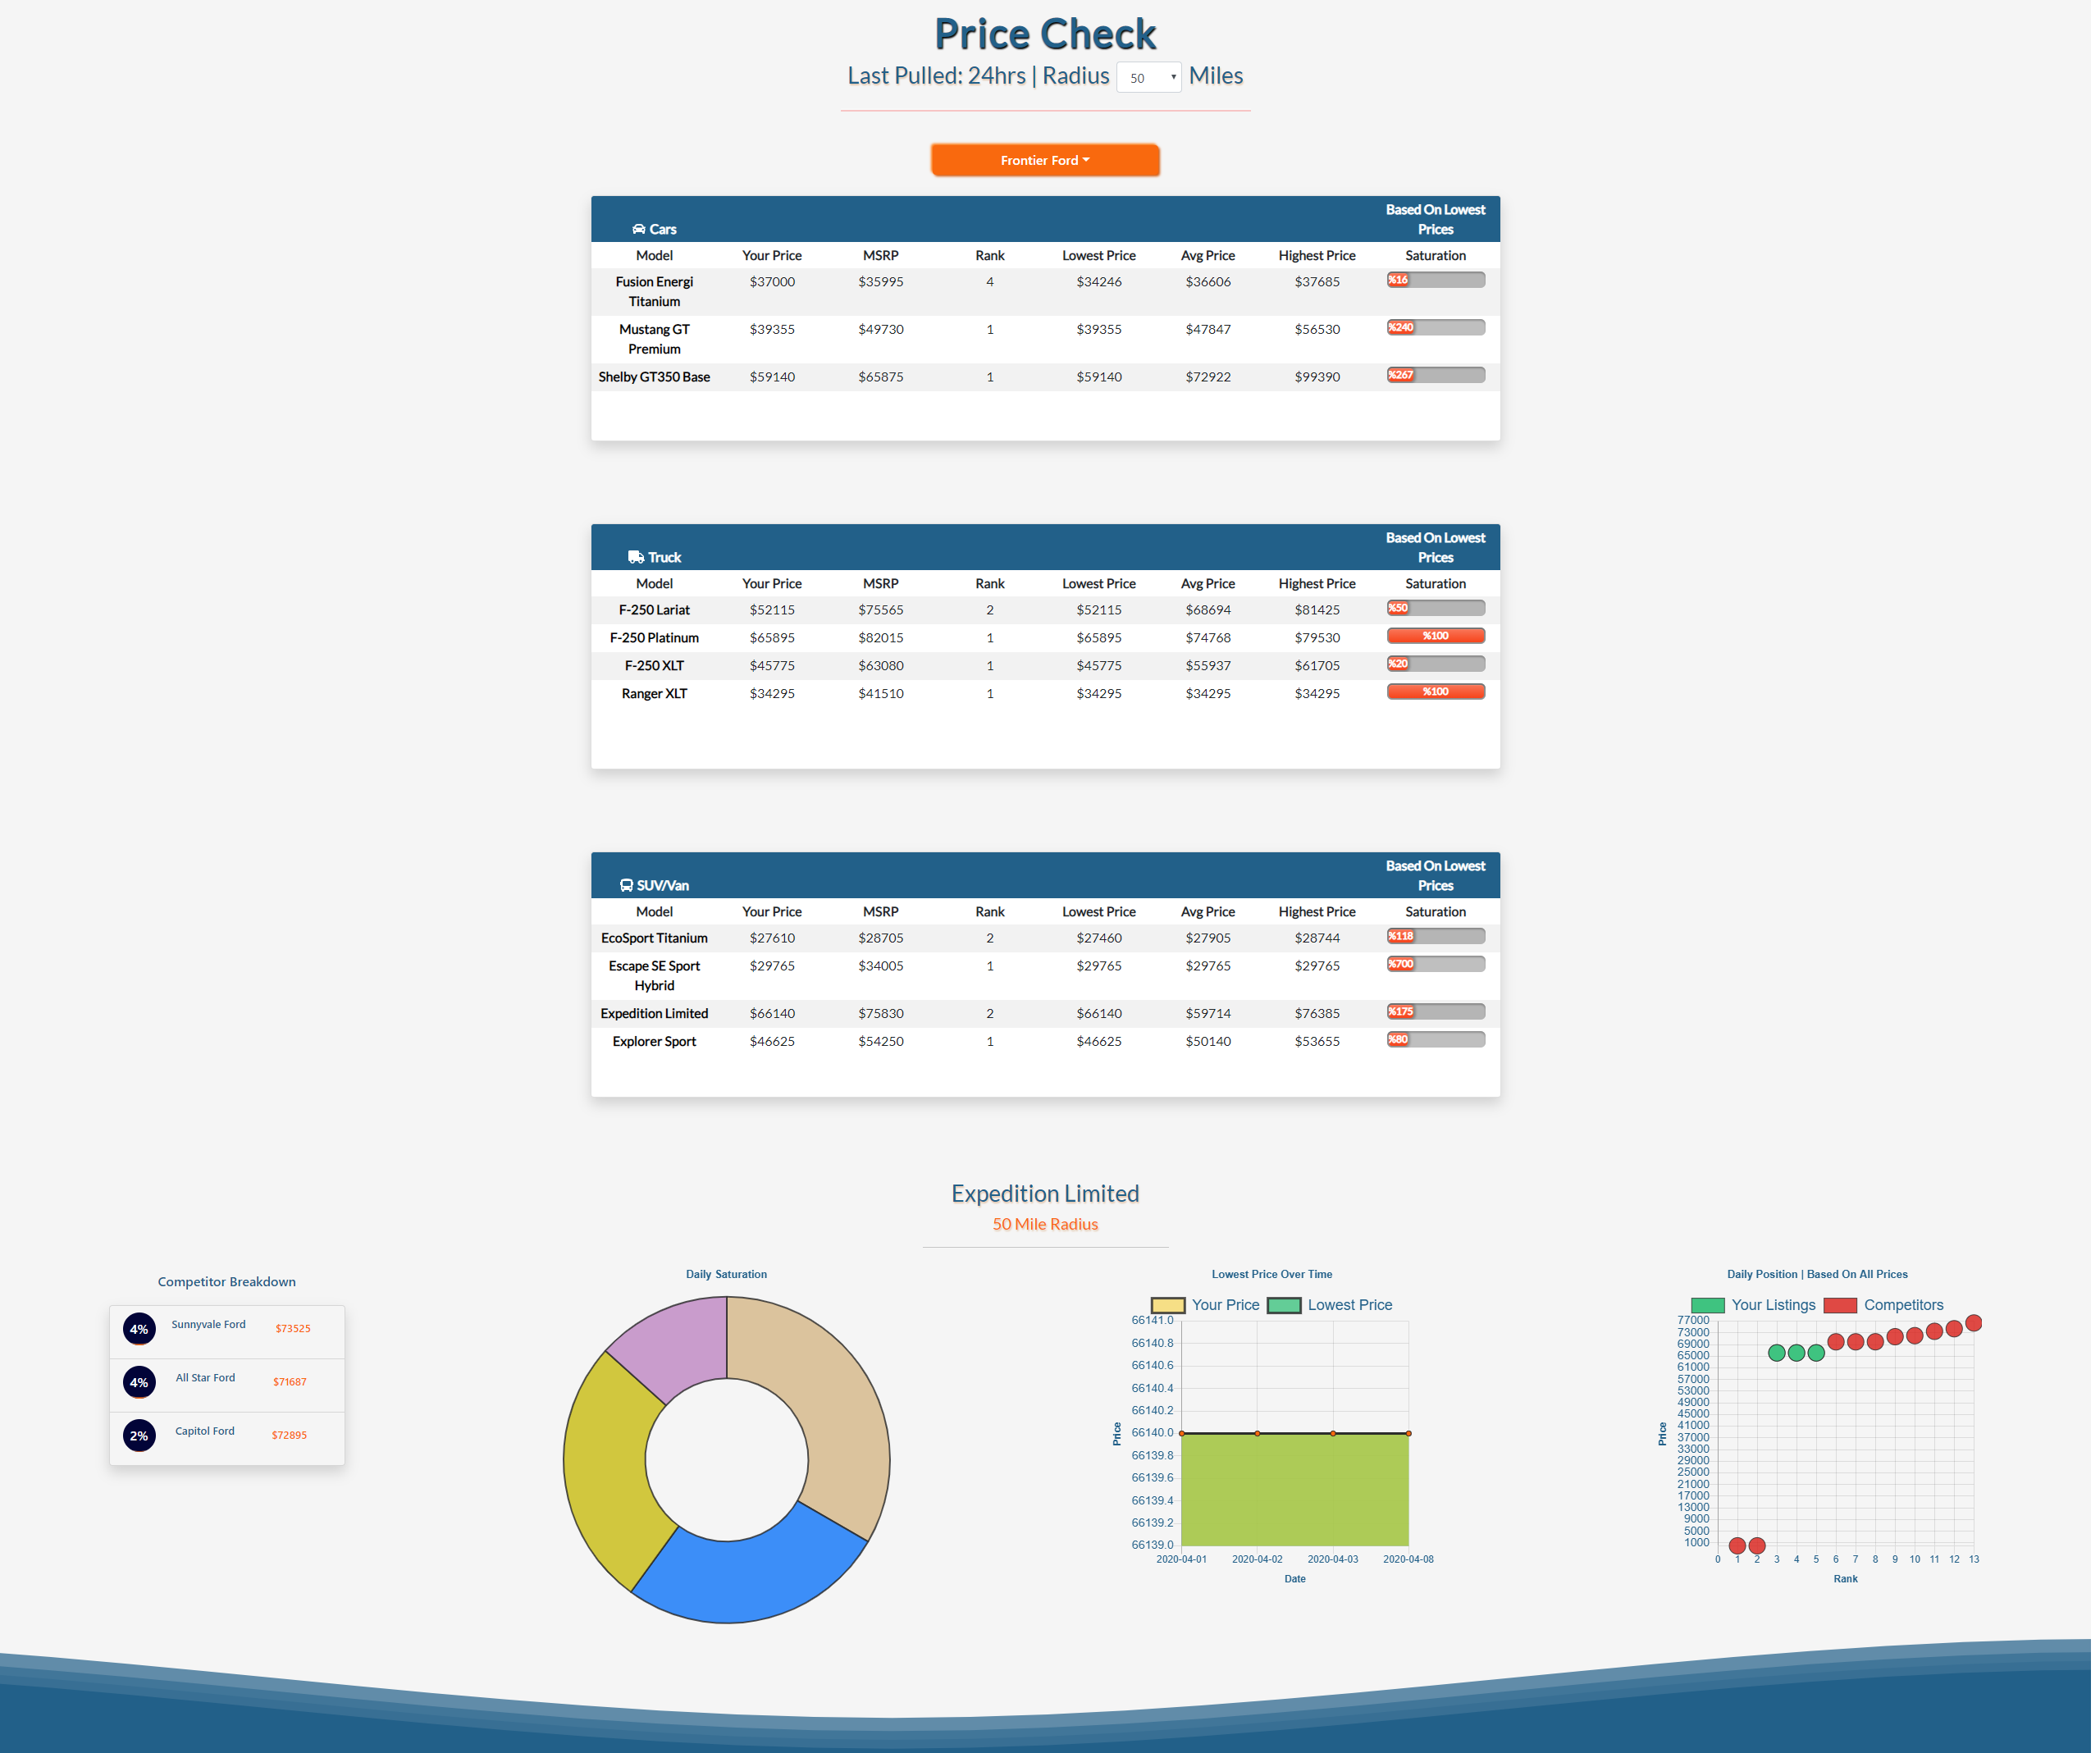 Price Check
Last Pulled: 24hrs | Radius 50 Miles
Frontier Ford
Cars Based On Lowest Prices
Model Your Price MSRP Rank Lowest Price Avg Price Highest Price Saturation
Fusion Energi Titanium $37000 $35995 4 $34246 $36606 $37685 %16
Mustang GT Premium $39355 $49730 1 $39355 $47847 $56530 %240
Shelby GT350 Base $59140 $65875 1 $59140 $72922 $99390 %267
Truck Based On Lowest Prices
Model Your Price MSRP Rank Lowest Price Avg Price Highest Price Saturation
F-250 Lariat $52115 $75565 2 $52115 $68694 $81425 %50
F-250 Platinum $65895 $82015 1 $65895 $74768 $79530 %100
F-250 XLT $45775 $63080 1 $45775 $55937 $61705 %20
Ranger XLT $34295 $41510 1 $34295 $34295 $34295 %100
SUV/Van Based On Lowest Prices
Model Your Price MSRP Rank Lowest Price Avg Price Highest Price Saturation
EcoSport Titanium $27610 $28705 2 $27460 $27905 $28744 %118
Escape SE Sport Hybrid $29765 $34005 1 $29765 $29765 $29765 %700
Expedition Limited $66140 $75830 2 $66140 $59714 $76385 %175
Explorer Sport $46625 $54250 1 $46625 $50140 $53655 %80
Expedition Limited
50 Mile Radius
Competitor Breakdown
4% Sunnyvale Ford $73525
4% All Star Ford $71687
2% Capitol Ford $72895
Daily Saturation
Lowest Price Over Time
Your Price Lowest Price
66141.0
66140.8
66140.6
66140.4
66140.2
66140.0
66139.8
66139.6
66139.4
66139.2
66139.0
Price
2020-04-01 2020-04-02 2020-04-03 2020-04-08
Date
Daily Position | Based On All Prices
Your Listings Competitors
77000
73000
69000
65000
61000
57000
53000
49000
45000
41000
37000
33000
29000
25000
21000
17000
13000
9000
5000
1000
Price
0 1 2 3 4 5 6 7 8 9 10 11 12 13
Rank